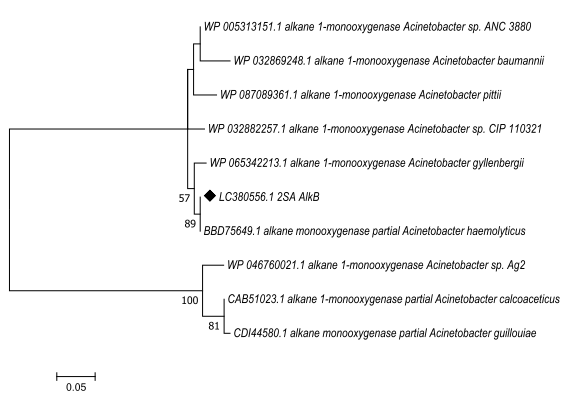 WP 005313151.1 alkane 1-monooxygenase Acinetobacter sp. ANC 3880
WP 032869248.1 alkane 1-monooxygenase Acinetobacter baumannii
WP 087089361.1 alkane 1-monooxygenase Acinetobacter pittii
WP 032882257.1 alkane 1-monooxygenase Acinetobacter sp. CIP 110321
WP 065342213.1 alkane 1-monooxygenase Acinetobacter gyllenbergii
57
LC380556.1 2SA AlkB
89
BBD75649.1 alkane monooxygenase partial Acinetobacter haemolyticus
WP 046760021.1 alkane 1-monooxygenase Acinetobacter sp. Ag2
100
CAB51023.1 alkane 1-monooxygenase partial Acinetobacter calcoaceticus
81
CDI44580.1 alkane monooxygenase partial Acinetobacter guillouiae
0.05